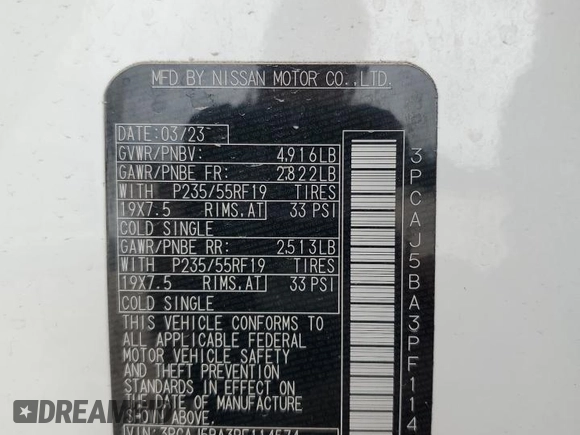 MFD BY NISSAN MOTOR CO.,LTD.
DATE:03/23
GVWR/PNBV: 4,916LB
GAWR/PNBE FR: 2,822LB
WITH P235/55RF19 TIRES
19X7.5 RIMS,AT 33 PSI
COLD SINGLE
GAWR/PNBE RR: 2,513LB
WITH P235/55RF19 TIRES
19X7.5 RIMS,AT 33 PSI
COLD SINGLE
THIS VEHICLE CONFORMS TO
ALL APPLICABLE FEDERAL
MOTOR VEHICLE SAFETY
AND THEFT PREVENTION
STANDARDS IN EFFECT ON
THE DATE OF MANUFACTURE
SHOWN ABOVE.
VIN:3PCAJ5BA3PF114574
3PCAJ5BA3PF114
DREAM